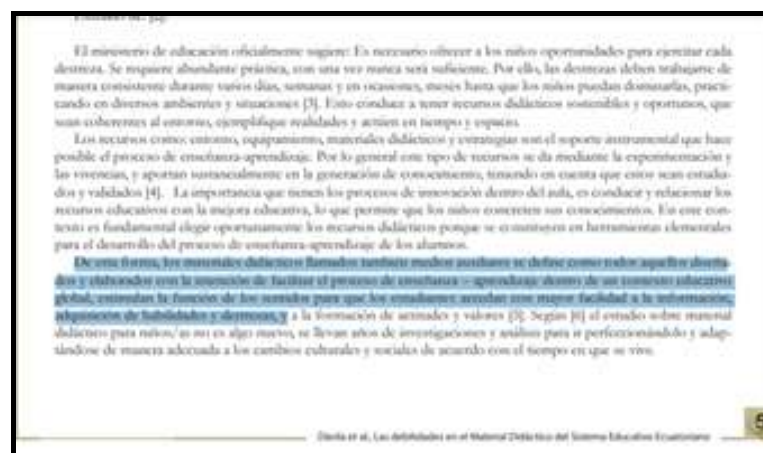 El ministerio de educación oficialmente sugiere: Es necesario ofrecer a los niños oportunidades para ejercitar cada
destreza. Se requiere abundante práctica, con una vez nunca será suficiente. Por ello, las destrezas deben trabajarse de
manera consistente durante varios días, semanas y en ocasiones, meses hasta que los niños puedan dominarlas, practi-
cando en diversos ambientes y situaciones [3]. Esto conduce a tener recursos didácticos sostenibles y oportunos, que
sean coherentes al entorno, ejemplifique realidades y actúen en tiempo y espacio.
Los recursos como: entorno, equipamiento, materiales didácticos y estrategias son el soporte instrumental que hace
posible el proceso de enseñanza-aprendizaje. Por lo general este tipo de recursos se da mediante la experimentación y
las vivencias, y aportan sustancialmente en la generación de conocimiento, teniendo en cuenta que estos sean estudia-
dos y validados [4]. La importancia que tienen los procesos de innovación dentro del aula, es conducir y relacionar los
recursos educativos con la mejora educativa, lo que permite que los niños concreten sus conocimientos. En este con-
texto es fundamental elegir oportunamente los recursos didácticos porque se constituyen en herramientas elementales
para el desarrollo del proceso de enseñanza-aprendizaje de los alumnos.
De esta forma, los materiales didácticos llamados también medios auxiliares se define como todos aquellos diseña-
dos y elaborados con la intención de facilitar el proceso de enseñanza – aprendizaje dentro de un contexto educativo
global, estimulan la función de los sentidos para que los estudiantes accedan con mayor facilidad a la información,
adquisición de habilidades y destrezas, y a la formación de actitudes y valores [5]. Según [6] el estudio sobre material
didáctico para niños/as no es algo nuevo, se llevan años de investigaciones y análisis para ir perfeccionándolo y adap-
tándose de manera adecuada a los cambios culturales y sociales de acuerdo con el tiempo en que se vive.
et al., Las debilidades en el Material Didáctico del Sistema Educativo Ecuatoriano
5